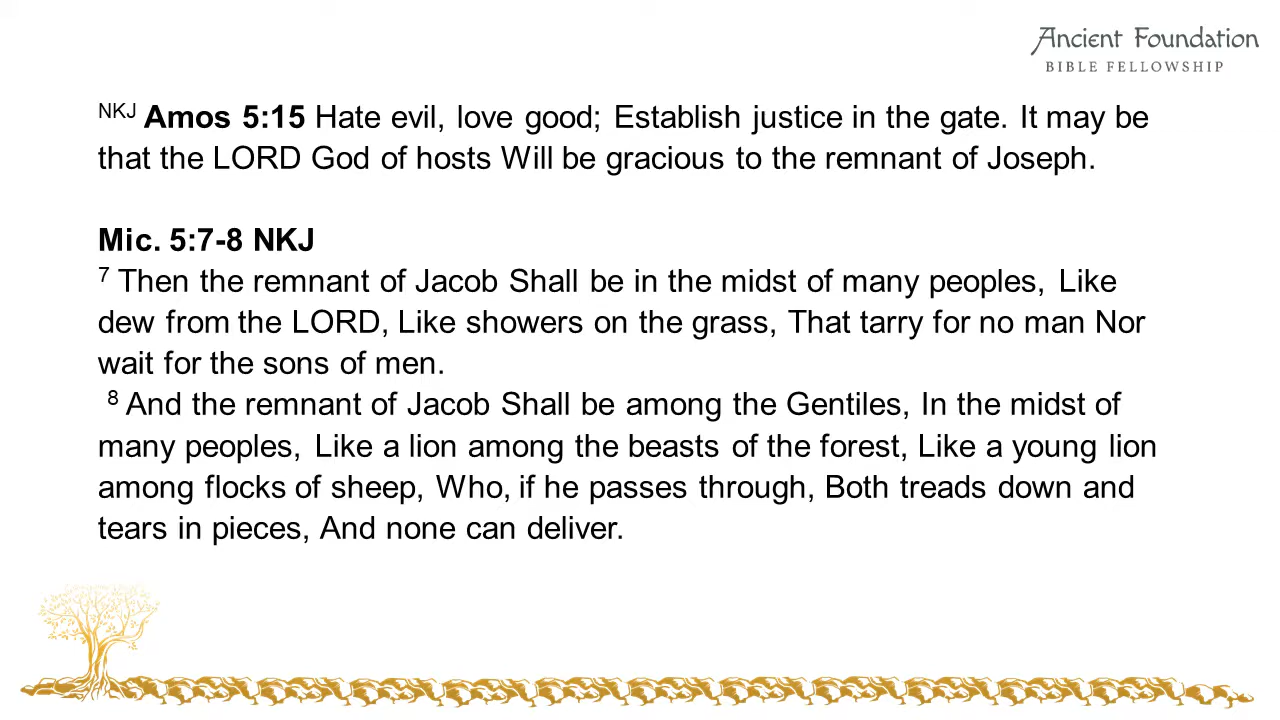 Ancient Foundation
BIBLE FELLOWSHIP
NKJ Amos 5:15 Hate evil, love good; Establish justice in the gate. It may be
that the LORD God of hosts Will be gracious to the remnant of Joseph.
Mic. 5:7-8 NKJ
7 Then the remnant of Jacob Shall be in the midst of many peoples, Like
dew from the LORD, Like showers on the grass, That tarry for no man Nor
wait for the sons of men.
8 And the remnant of Jacob Shall be among the Gentiles, In the midst of
many peoples, Like a lion among the beasts of the forest, Like a young lion
among flocks of sheep, Who, if he passes through, Both treads down and
tears in pieces, And none can deliver.